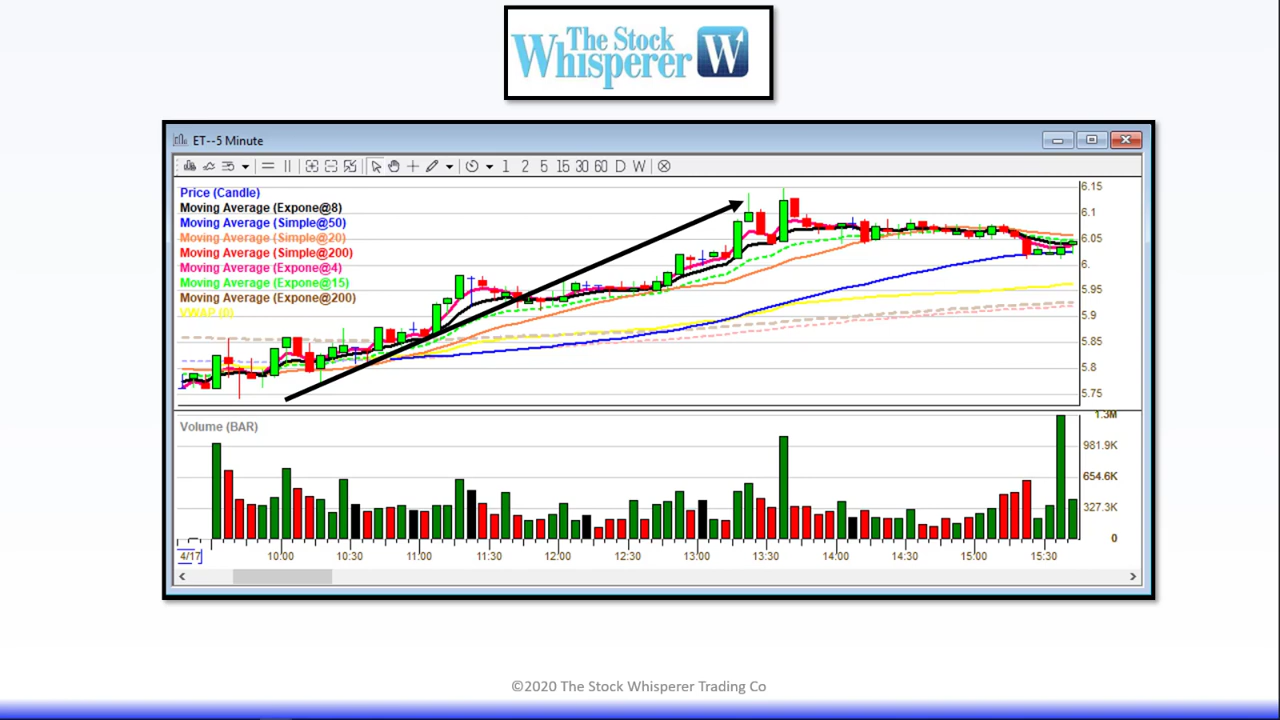 The Stock
Whisperer W
ET--5 Minute
1 2 5 15 30 60 D W
Price (Candle)
Moving Average (Expone@8)
Moving Average (Simple@50)
Moving Average (Simple@20)
Moving Average (Simple@200)
Moving Average (Expone@4)
Moving Average (Expone@15)
Moving Average (Expone@200)
VWAP (0)
6.15
6.1
6.05
6.
5.95
5.9
5.85
5.8
5.75
Volume (BAR)
1.3M
981.9K
654.6K
327.3K
0
4/17 10:00 10:30 11:00 11:30 12:00 12:30 13:00 13:30 14:00 14:30 15:00 15:30
©2020 The Stock Whisperer Trading Co